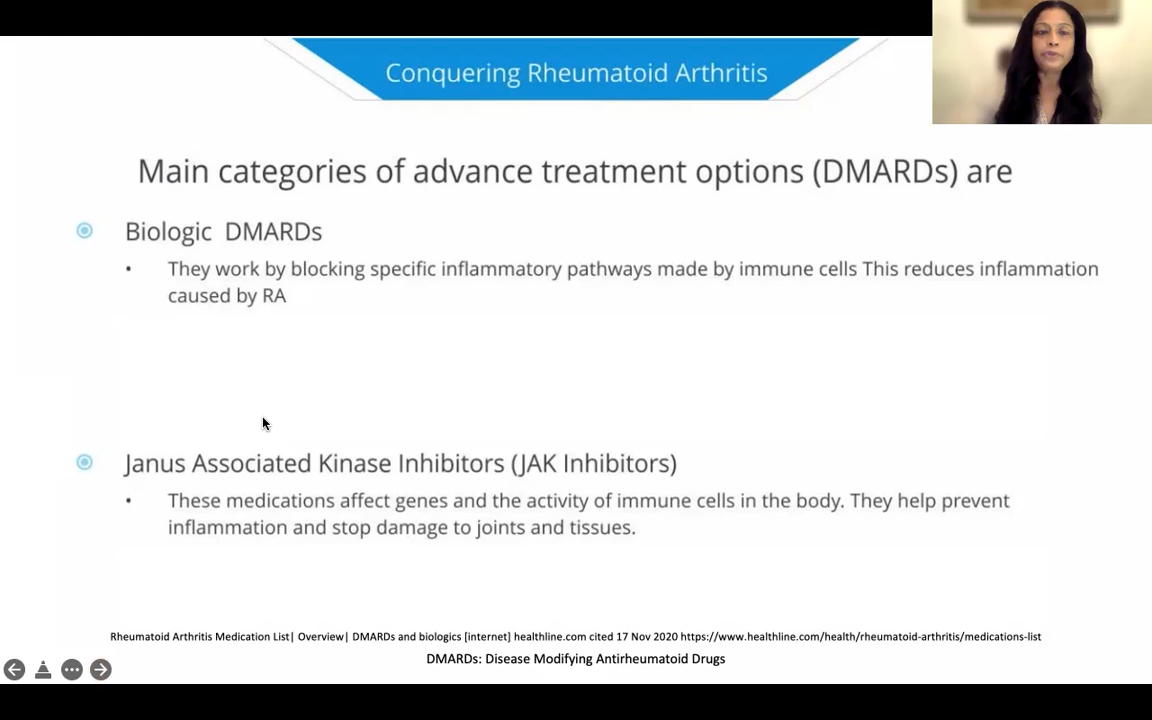 Conquering Rheumatoid Arthritis
Main categories of advance treatment options (DMARDs) are
Biologic DMARDs
• They work by blocking specific inflammatory pathways made by immune cells This reduces inflammation
caused by RA
Janus Associated Kinase Inhibitors (JAK Inhibitors)
• These medications affect genes and the activity of immune cells in the body. They help prevent
inflammation and stop damage to joints and tissues.
Rheumatoid Arthritis Medication List| Overview| DMARDs and biologics [internet] healthline.com cited 17 Nov 2020 https://www.healthline.com/health/rheumatoid-arthritis/medications-list
DMARDs: Disease Modifying Antirheumatoid Drugs